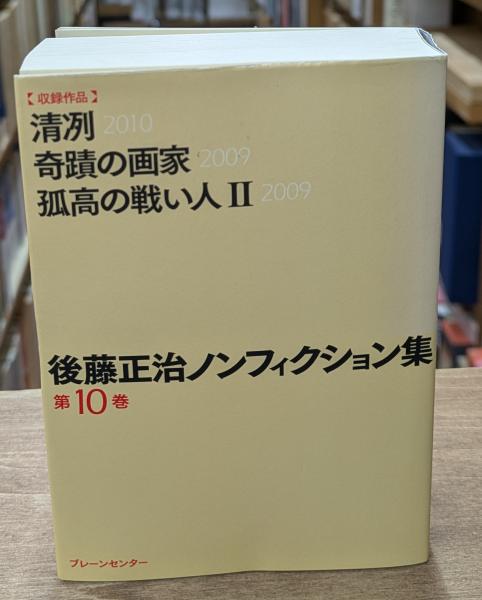 【収録作品】
清冽 2010
奇蹟の画家 2009
孤高の戦い人 II 2009
後藤正治ノンフィクション集
第10巻
ブレーンセンター